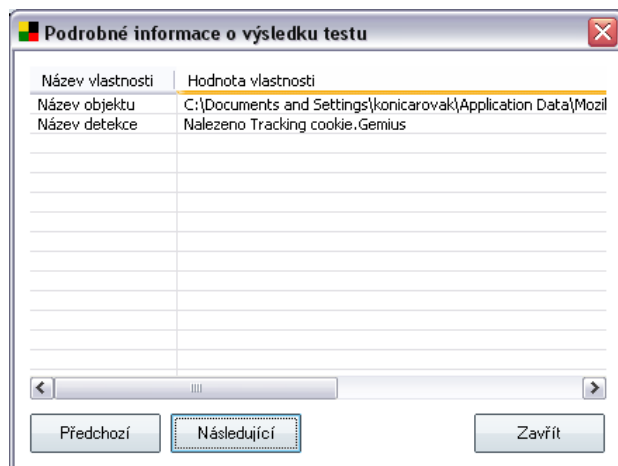 Podrobné informace o výsledku testu
Název vlastnosti Hodnota vlastnosti
Název objektu C:\Documents and Settings\konicarovak\Application Data\Mozil
Název detekce Nalezeno Tracking cookie.Gemius
Předchozí Následující Zavřít